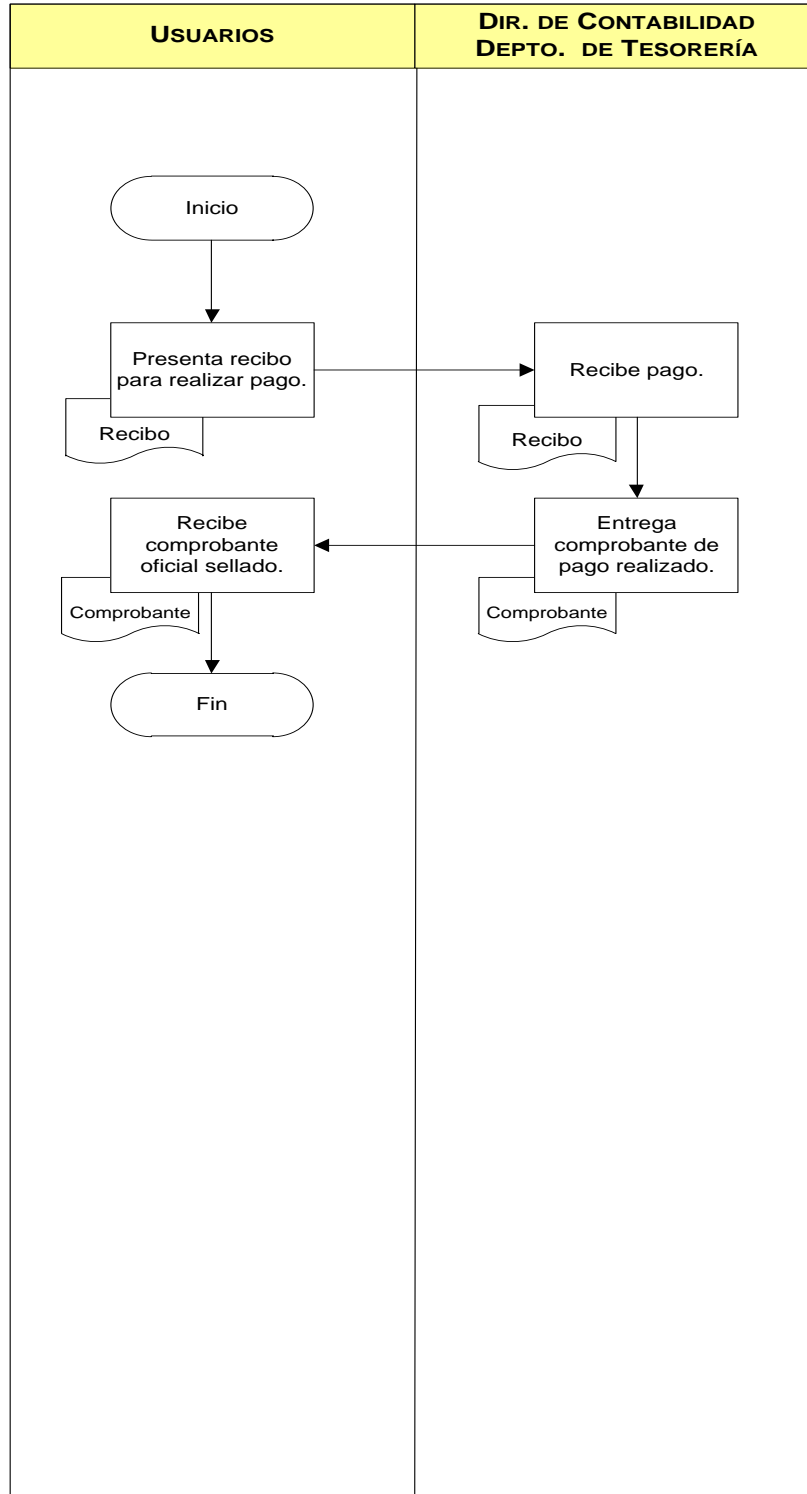 USUARIOS
DIR. DE CONTABILIDAD
DEPTO. DE TESORERÍA
Inicio
Presenta recibo
para realizar pago.
Recibo
Recibe pago.
Recibo
Entrega
comprobante de
pago realizado.
Comprobante
Recibe
comprobante
oficial sellado.
Comprobante
Fin